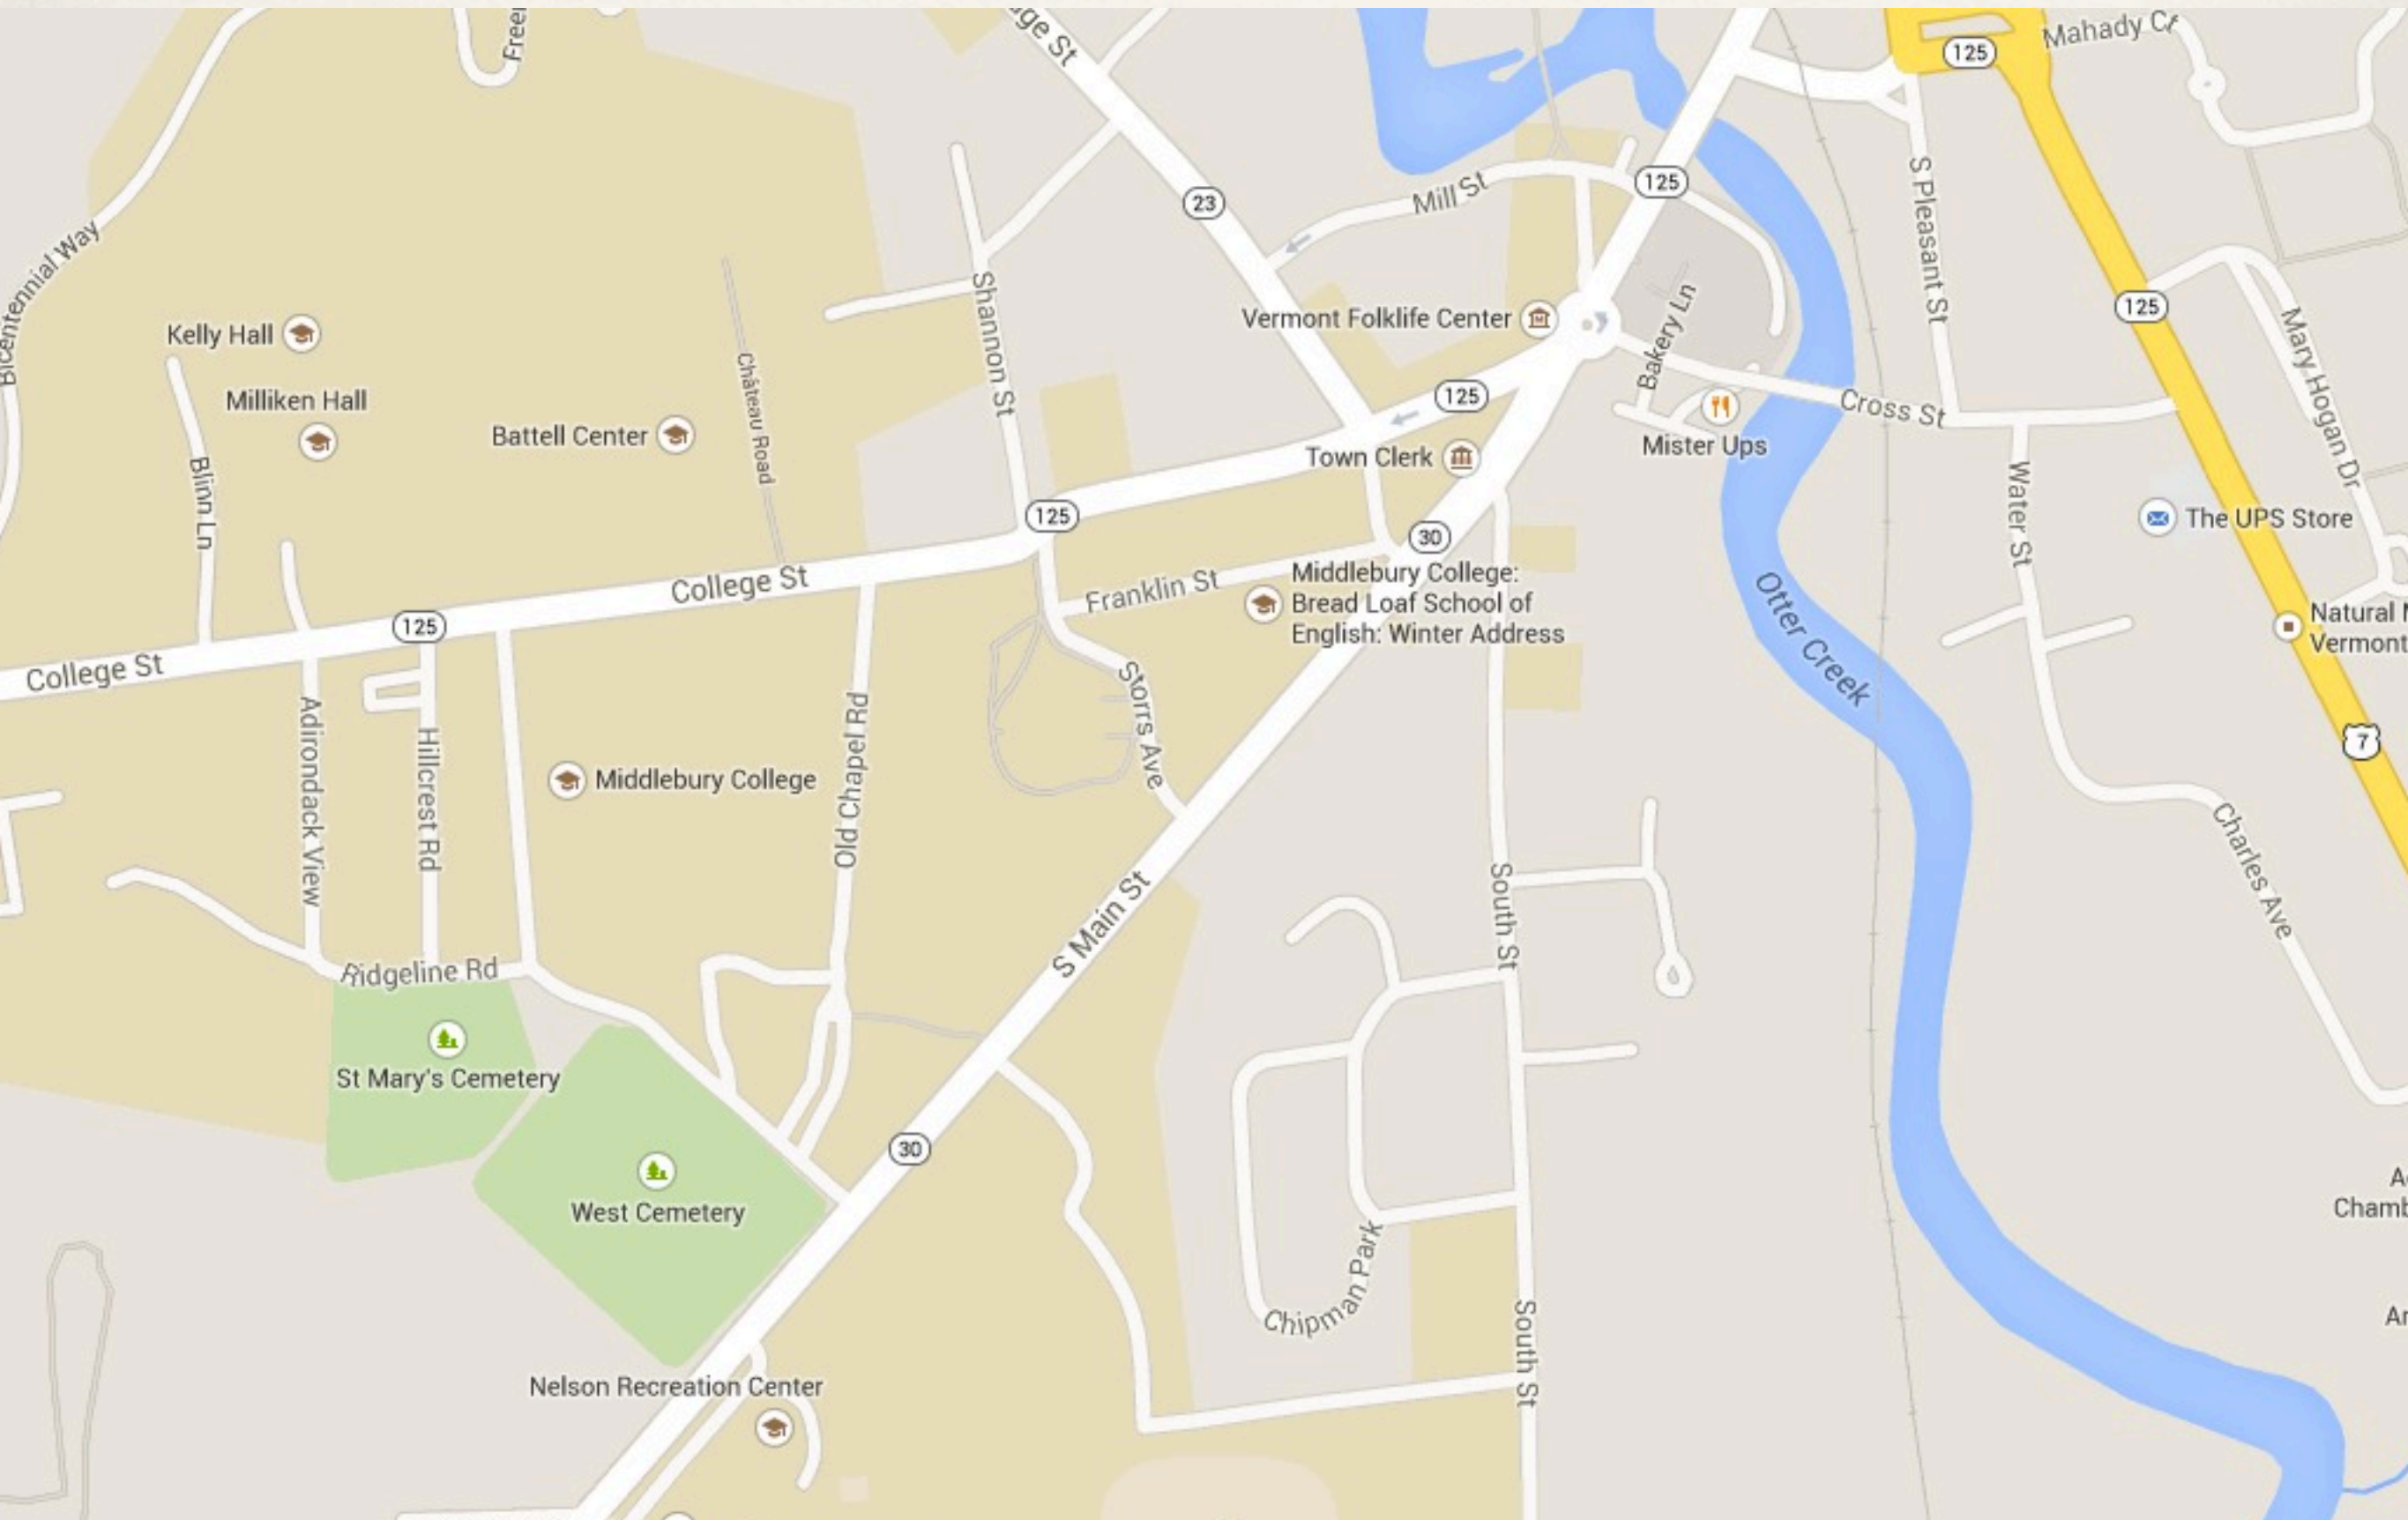 Mahady Ct
125
S Pleasant St
125
23
Mill St
Bicentennial Way
Kelly Hall
Milliken Hall
Battell Center
Château Road
Shannon St
Vermont Folklife Center
Bakery Ln
125
Mary Hogan Dr
125
Cross St
Mister Ups
Town Clerk
Blinn Ln
125
30
Water St
The UPS Store
College St
Franklin St
Middlebury College:
Bread Loaf School of
English: Winter Address
Otter Creek
Natural
Vermont
125
College St
Adirondack View
Hillcrest Rd
Middlebury College
Old Chapel Rd
Storrs Ave
7
Charles Ave
S Main St
South St
Ridgeline Rd
St Mary's Cemetery
30
West Cemetery
Chipman Park
South St
Nelson Recreation Center